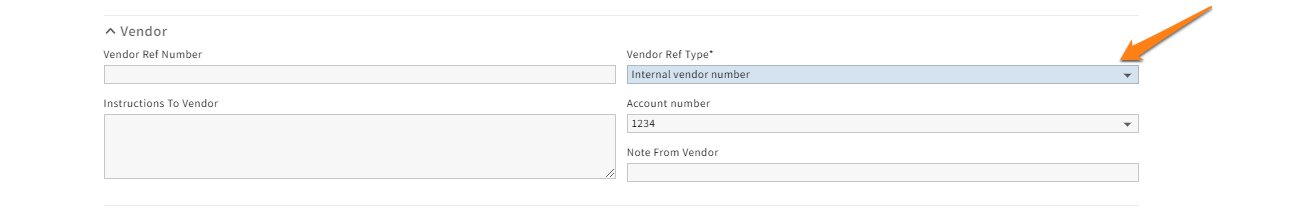 Vendor
Vendor Ref Number
Vendor Ref Type*
Internal vendor number
Instructions To Vendor
Account number
1234
Note From Vendor